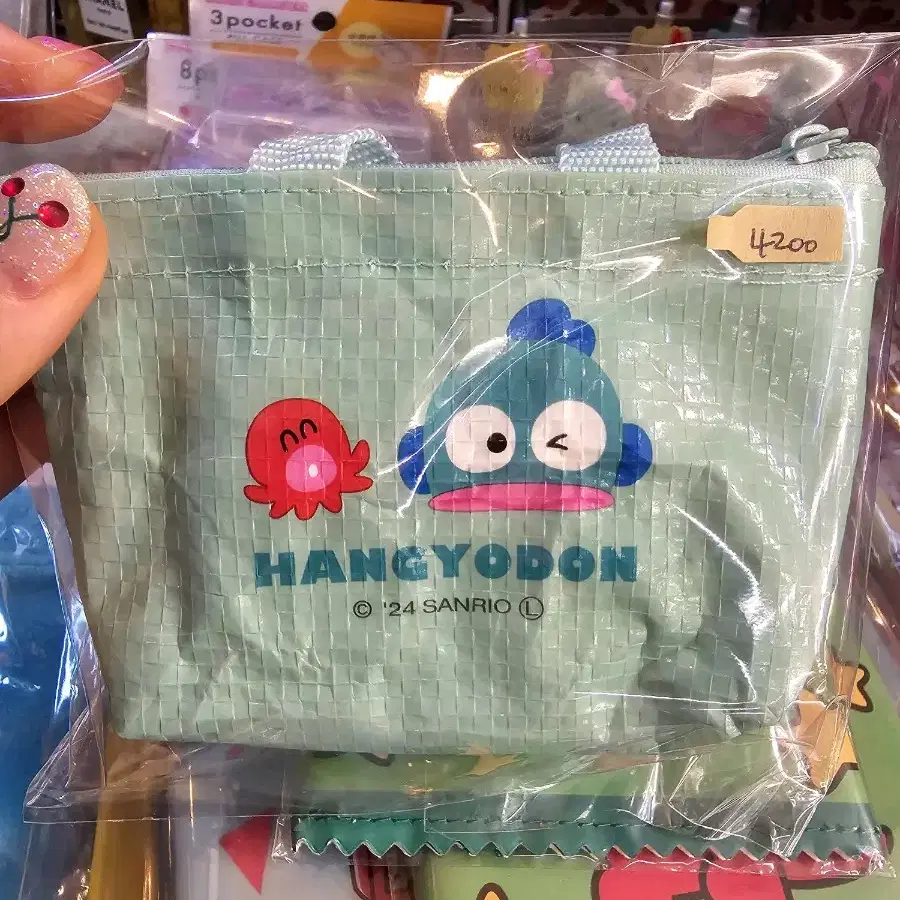 3 pocket
4200
HANGYODON
© '24 SANRIO Ⓛ